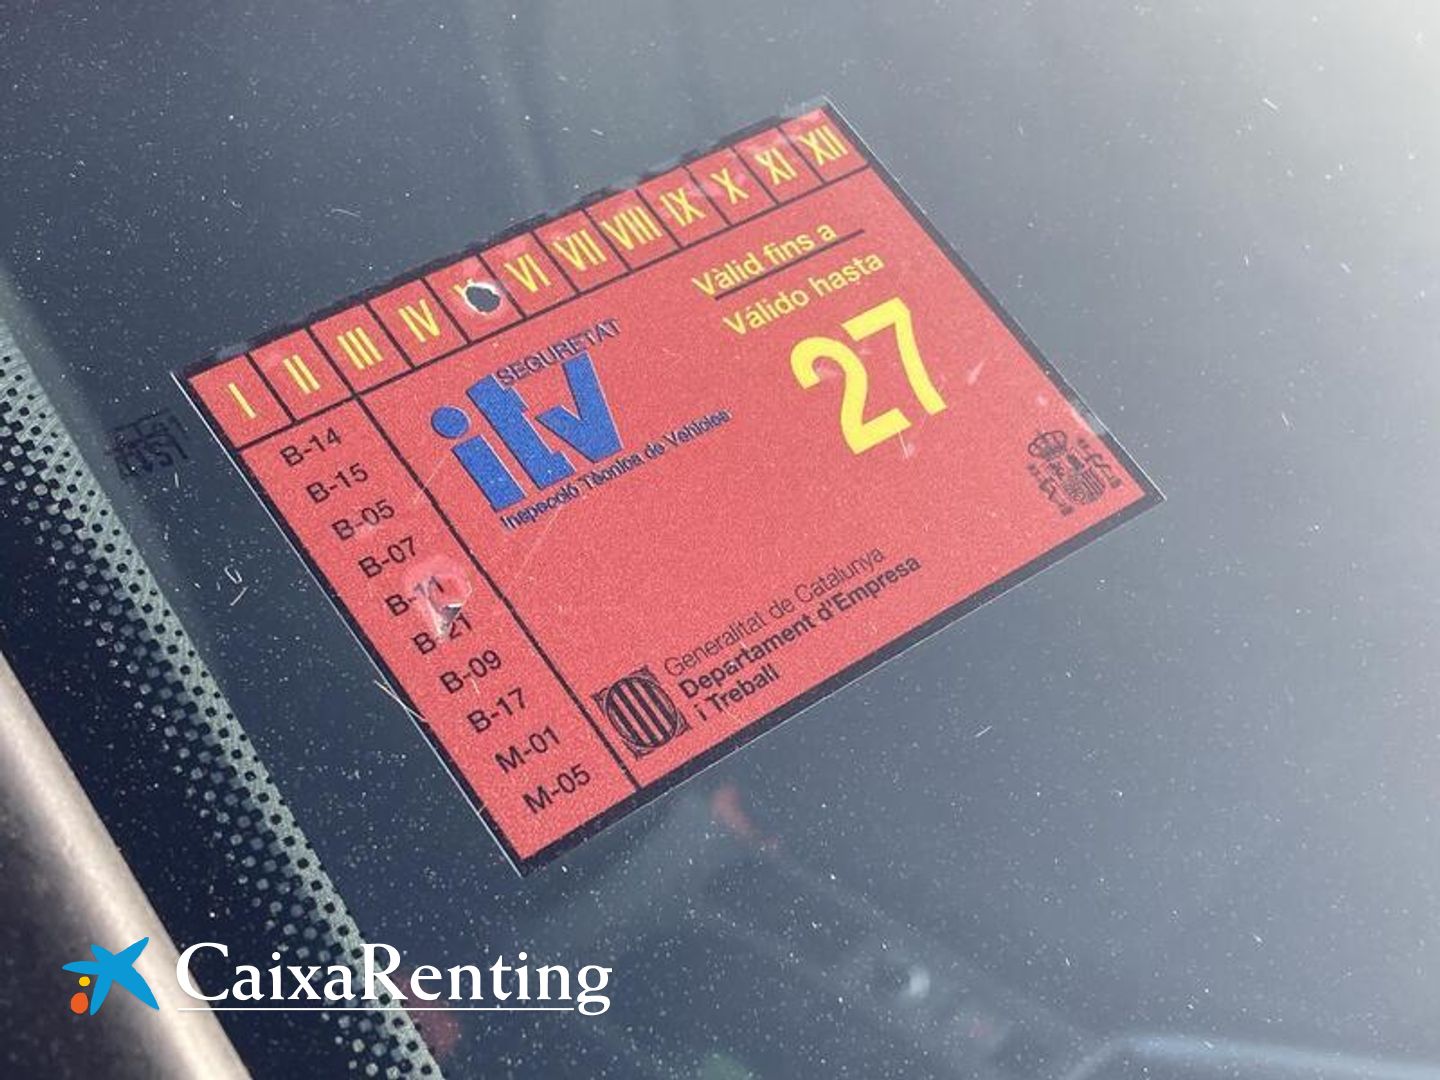 I II III IV V VI VII VIII IX X XI XII
Vàlid fins a
Válido hasta
27
SEGURETAT
itv
Inspecció Tècnica de Vehicles
B-14
B-15
B-05
B-07
B-11
B-21
B-09
B-17
M-01
M-05
Generalitat de Catalunya
Departament d'Empresa
i Treball
CaixaRenting